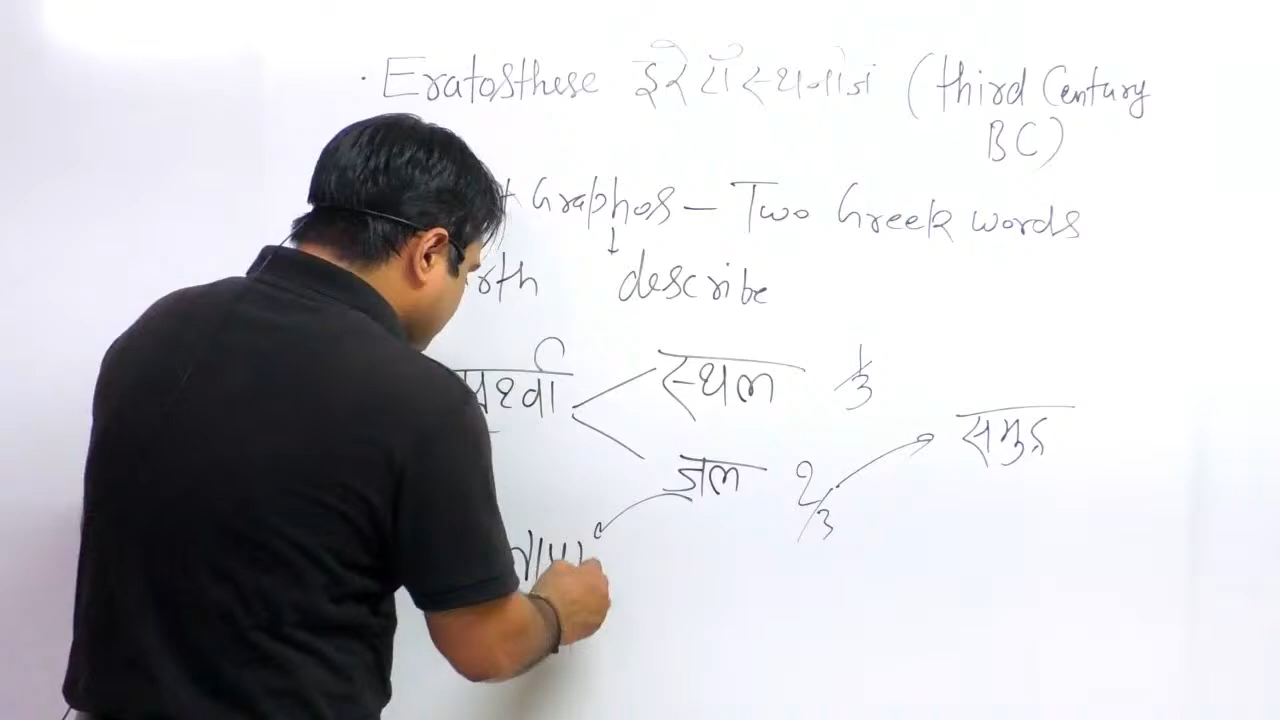 · Eratosthese इरेटॉस्थनीज (third Century
BC)
+ Graphos – Two Greek words
↓
rth describe
पृथ्वी स्थल 1/3
समुद्र
जल 2/3